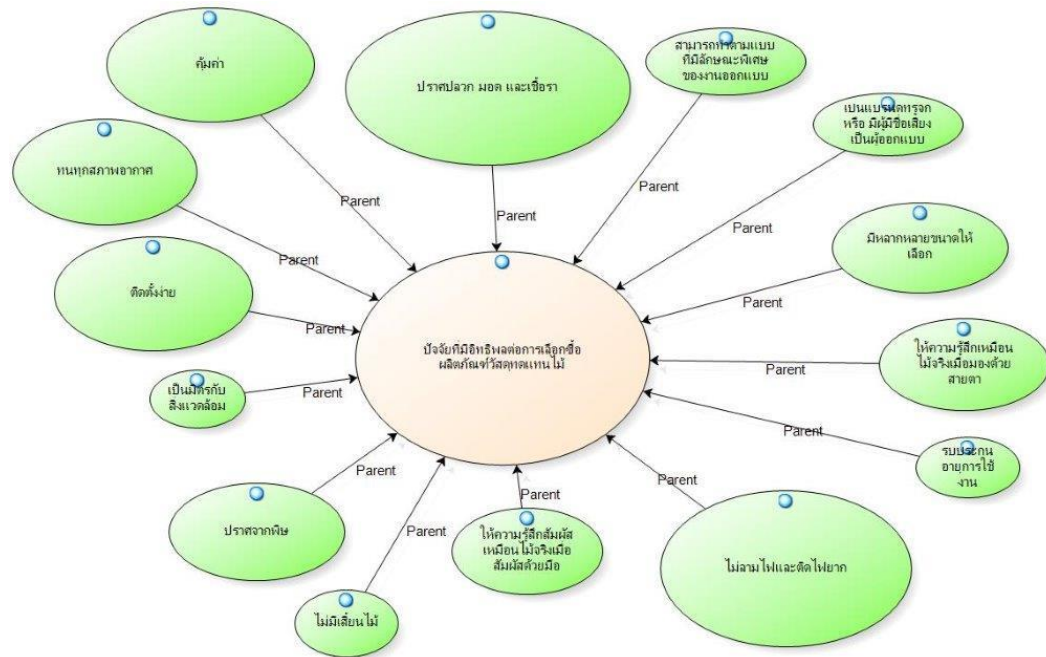 คุ้มค่า
ปราศปลวก มอด และเชื้อรา
สามารถทำตามแบบ
ที่มีลักษณะพิเศษ
ของงานออกแบบ
เป็นแบรนด์ที่รู้จัก
หรือ มีผู้มีชื่อเสียง
เป็นผู้ออกแบบ
ทนทุกสภาพอากาศ
Parent
Parent
Parent
Parent
มีหลากหลายขนาดให้
เลือก
Parent
Parent
ติดตั้งง่าย
Parent
ปัจจัยที่มีอิทธิพลต่อการเลือกซื้อ
ผลิตภัณฑ์วัสดุทดแทนไม้
ให้ความรู้สึกเหมือน
ไม้จริงเมื่อมองด้วย
สายตา
Parent
เป็นมิตรกับ
สิ่งแวดล้อม
Parent
Parent
รับประกัน
อายุการใช้
งาน
Parent
Parent
Parent
Parent
ปราศจากพิษ
ให้ความรู้สึกสัมผัส
เหมือนไม้จริงเมื่อ
สัมผัสด้วยมือ
ไม่ลามไฟและติดไฟยาก
ไม่มีเสี้ยนไม้